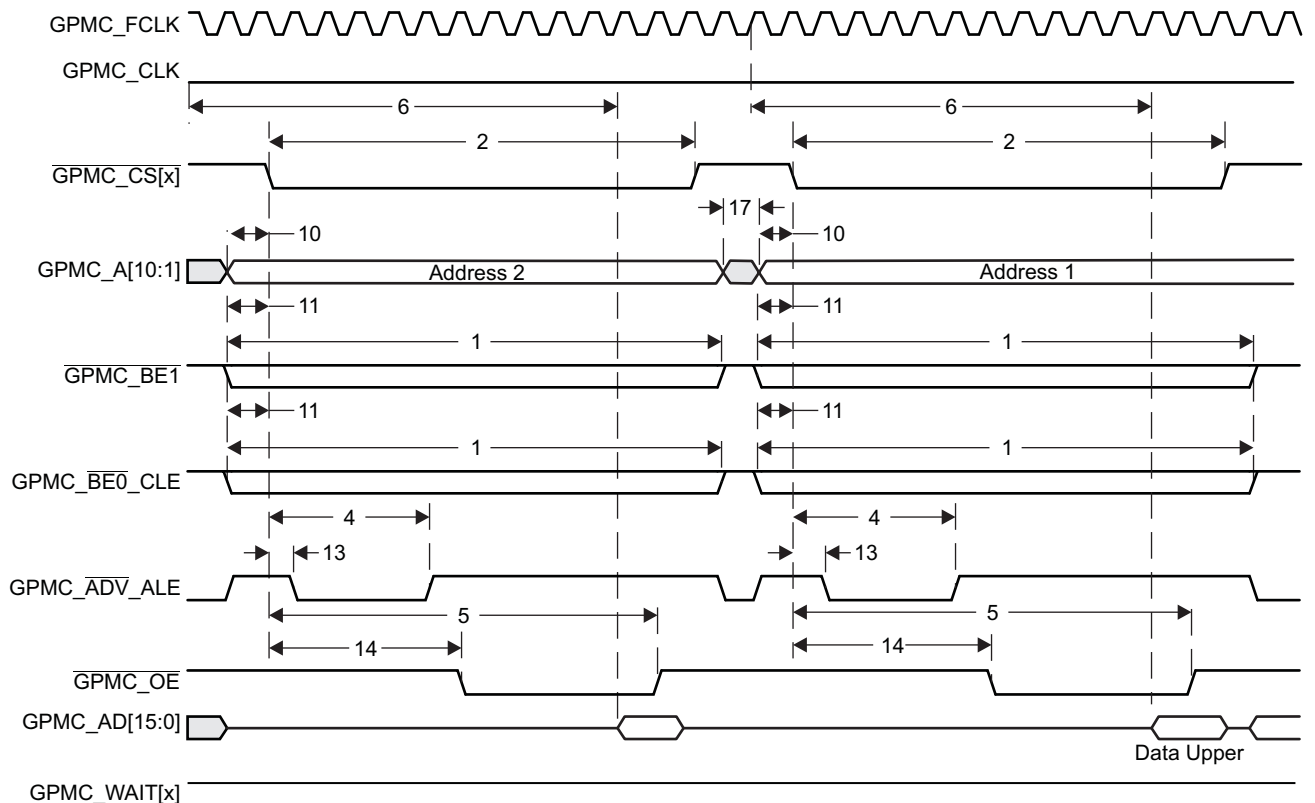 GPMC_FCLK
GPMC_CLK
6
6
2
2
GPMC_CS[x]
17
10
10
GPMC_A[10:1]
Address 2
Address 1
11
11
1
1
GPMC_BE1
11
11
1
1
GPMC_BE0_CLE
4
4
13
13
GPMC_ADV_ALE
5
5
14
14
GPMC_OE
GPMC_AD[15:0]
Data Upper
GPMC_WAIT[x]